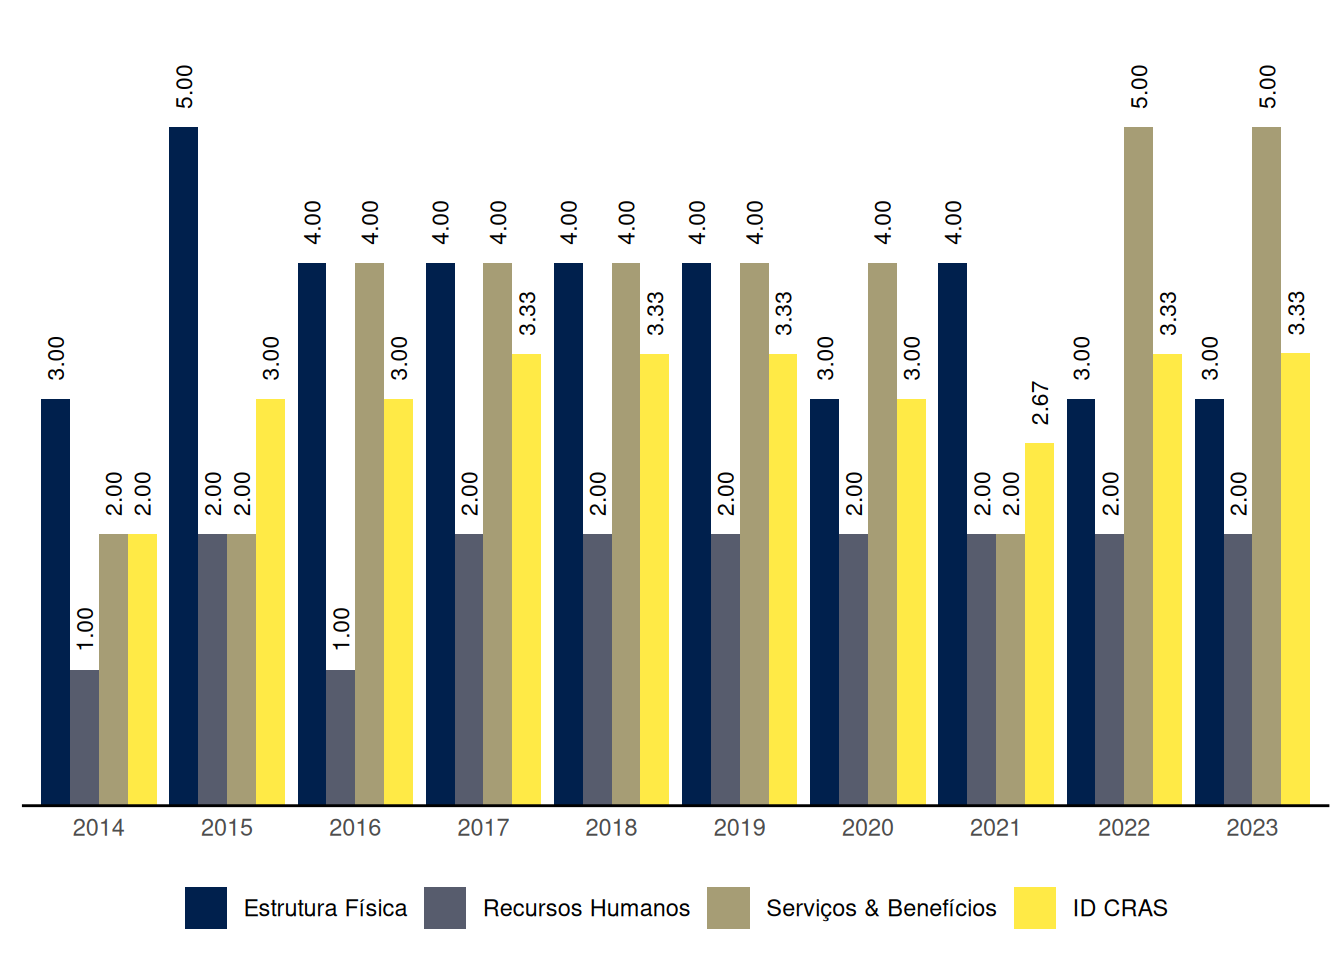 3.00 1.00 2.00 2.00 5.00 2.00 2.00 3.00 4.00 1.00 4.00 3.00 4.00 2.00 4.00 3.33 4.00 2.00 4.00 3.33 4.00 2.00 4.00 3.33 3.00 2.00 4.00 3.00 4.00 2.00 2.00 2.67 3.00 2.00 5.00 3.33 3.00 2.00 5.00 3.33
2014 2015 2016 2017 2018 2019 2020 2021 2022 2023
Estrutura Física Recursos Humanos Serviços & Benefícios ID CRAS